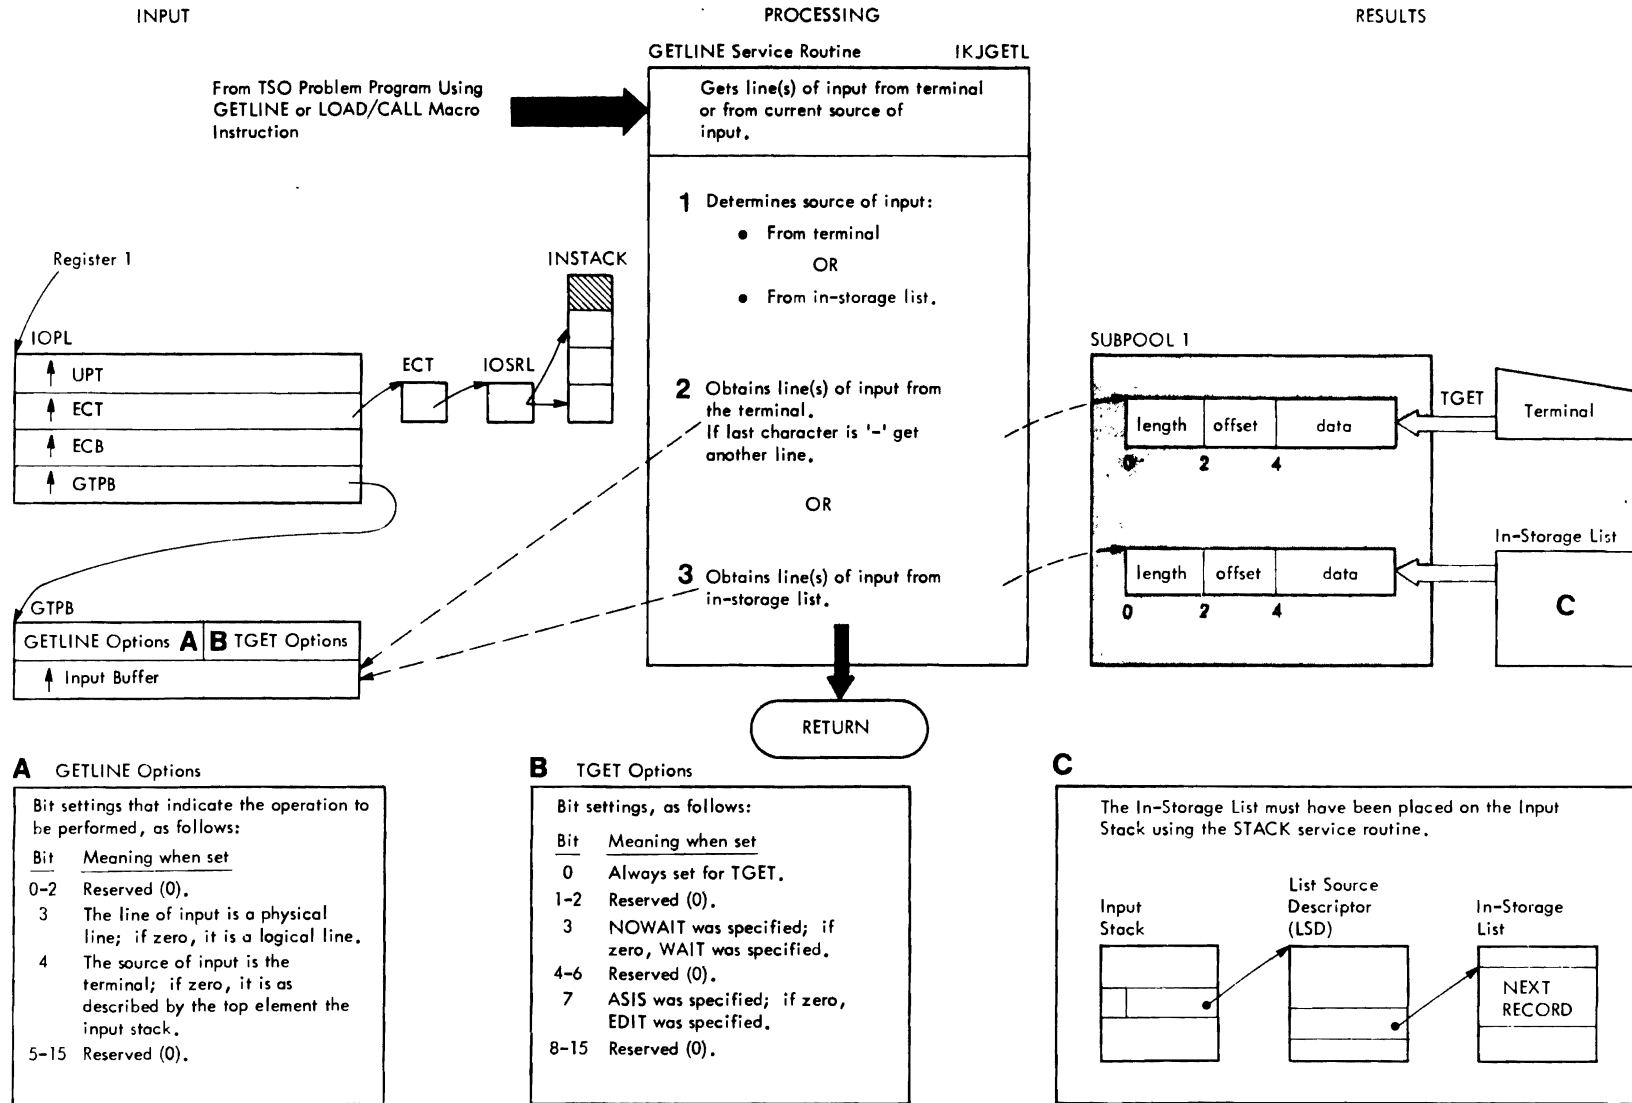 INPUT
PROCESSING
RESULTS
GETLINE Service Routine
IKJGETL
From TSO Problem Program Using
GETLINE or LOAD/CALL Macro
Instruction
Gets line(s) of input from terminal
or from current source of
input.
1 Determines source of input:
● From terminal
OR
● From in-storage list.
Register 1
INSTACK
IOPL
↑ UPT
↑ ECT
↑ ECB
↑ GTPB
ECT
IOSRL
2 Obtains line(s) of input from
the terminal.
If last character is '-' get
another line.
OR
3 Obtains line(s) of input from
in-storage list.
RETURN
SUBPOOL 1
length offset data
0 2 4
TGET
Terminal
length offset data
0 2 4
In-Storage List
C
GTPB
GETLINE Options A B TGET Options
↑ Input Buffer
A GETLINE Options
Bit settings that indicate the operation to
be performed, as follows:
Bit Meaning when set
0-2 Reserved (0).
3 The line of input is a physical
line; if zero, it is a logical line.
4 The source of input is the
terminal; if zero, it is as
described by the top element the
input stack.
5-15 Reserved (0).
B TGET Options
Bit settings, as follows:
Bit Meaning when set
0 Always set for TGET.
1-2 Reserved (0).
3 NOWAIT was specified; if
zero, WAIT was specified.
4-6 Reserved (0).
7 ASIS was specified; if zero,
EDIT was specified.
8-15 Reserved (0).
C
The In-Storage List must have been placed on the Input
Stack using the STACK service routine.
Input
Stack
List Source
Descriptor
(LSD)
In-Storage
List
NEXT
RECORD